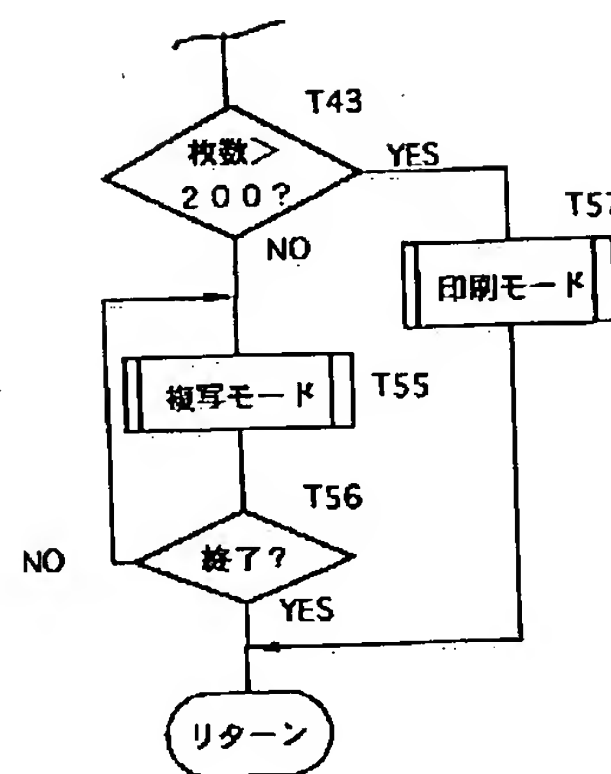 T43
枚数>
200?
YES
NO
T57
印刷モード
複写モード
T55
T56
終了?
NO
YES
リターン